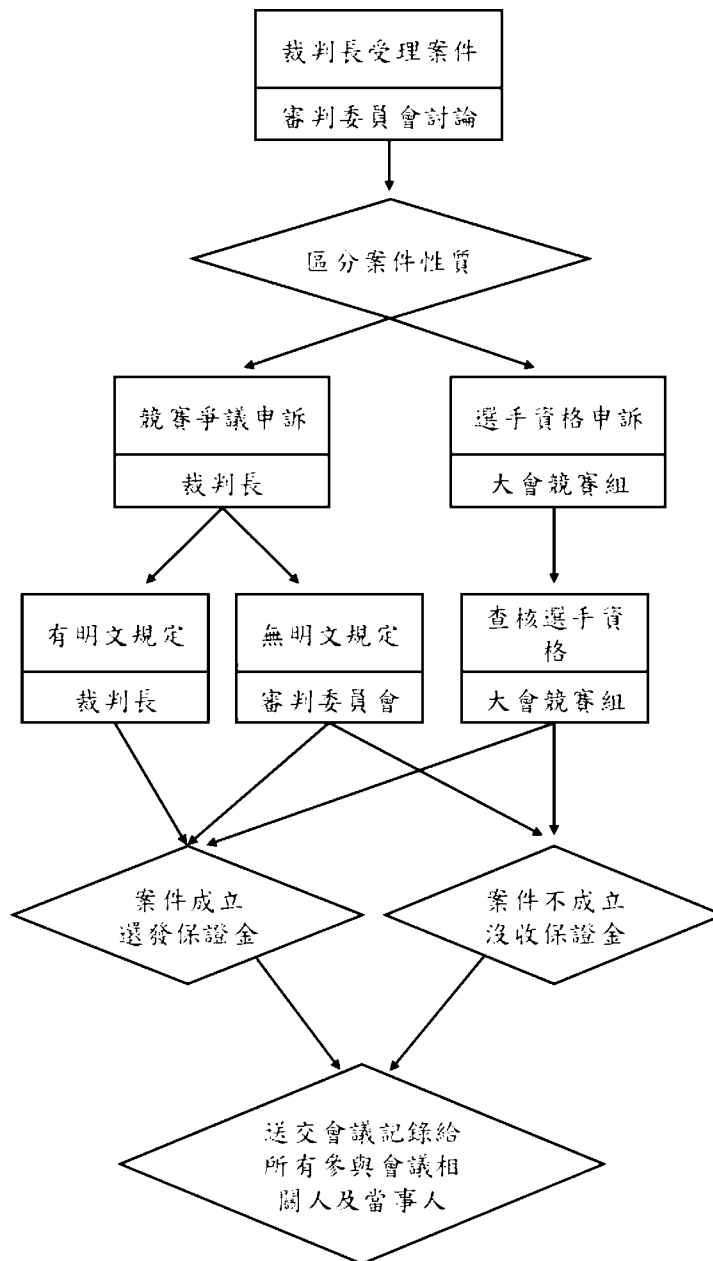 裁判長受理案件
審判委員會討論
區分案件性質
競賽爭議申訴
裁判長
選手資格申訴
大會競賽組
有明文規定
裁判長
無明文規定
審判委員會
查核選手資
格
大會競賽組
案件成立
還發保證金
案件不成立
沒收保證金
送交會議記錄給
所有參與會議相
關人及當事人